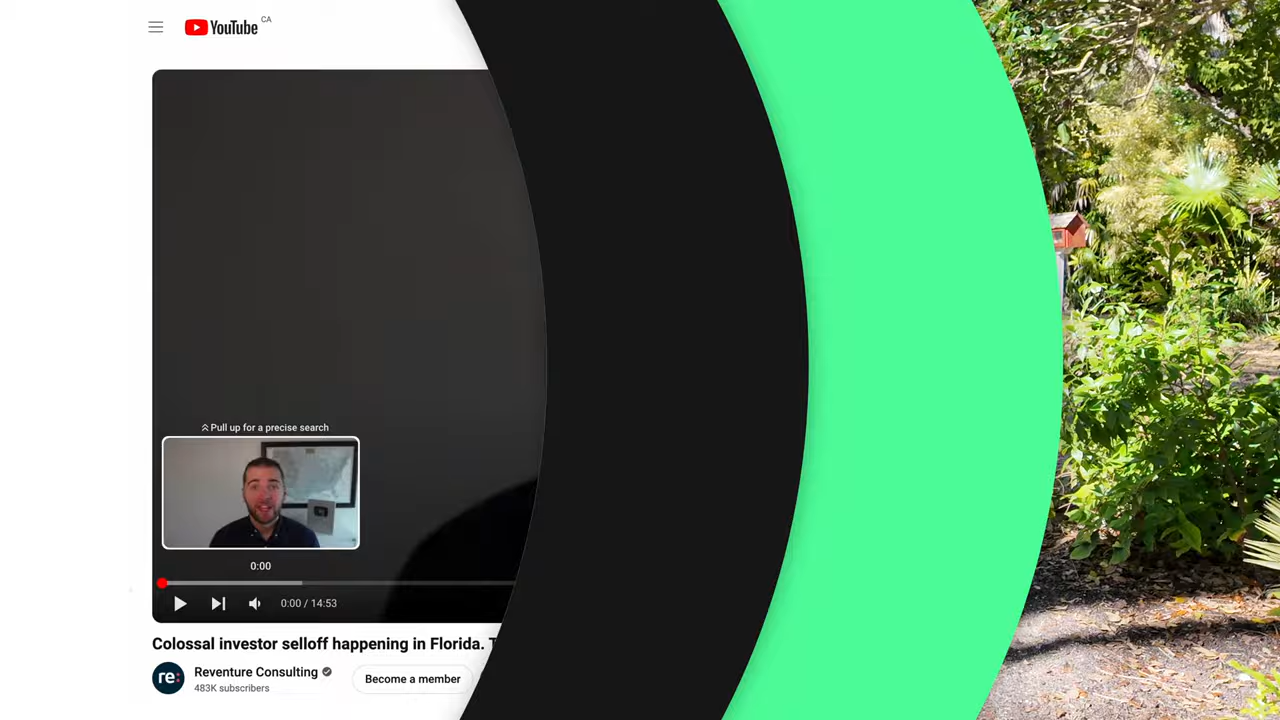 YouTube CA
Pull up for a precise search
0:00
0:00 / 14:53
Colossal investor selloff happening in Florida. T
re:
Reventure Consulting
483K subscribers
Become a member